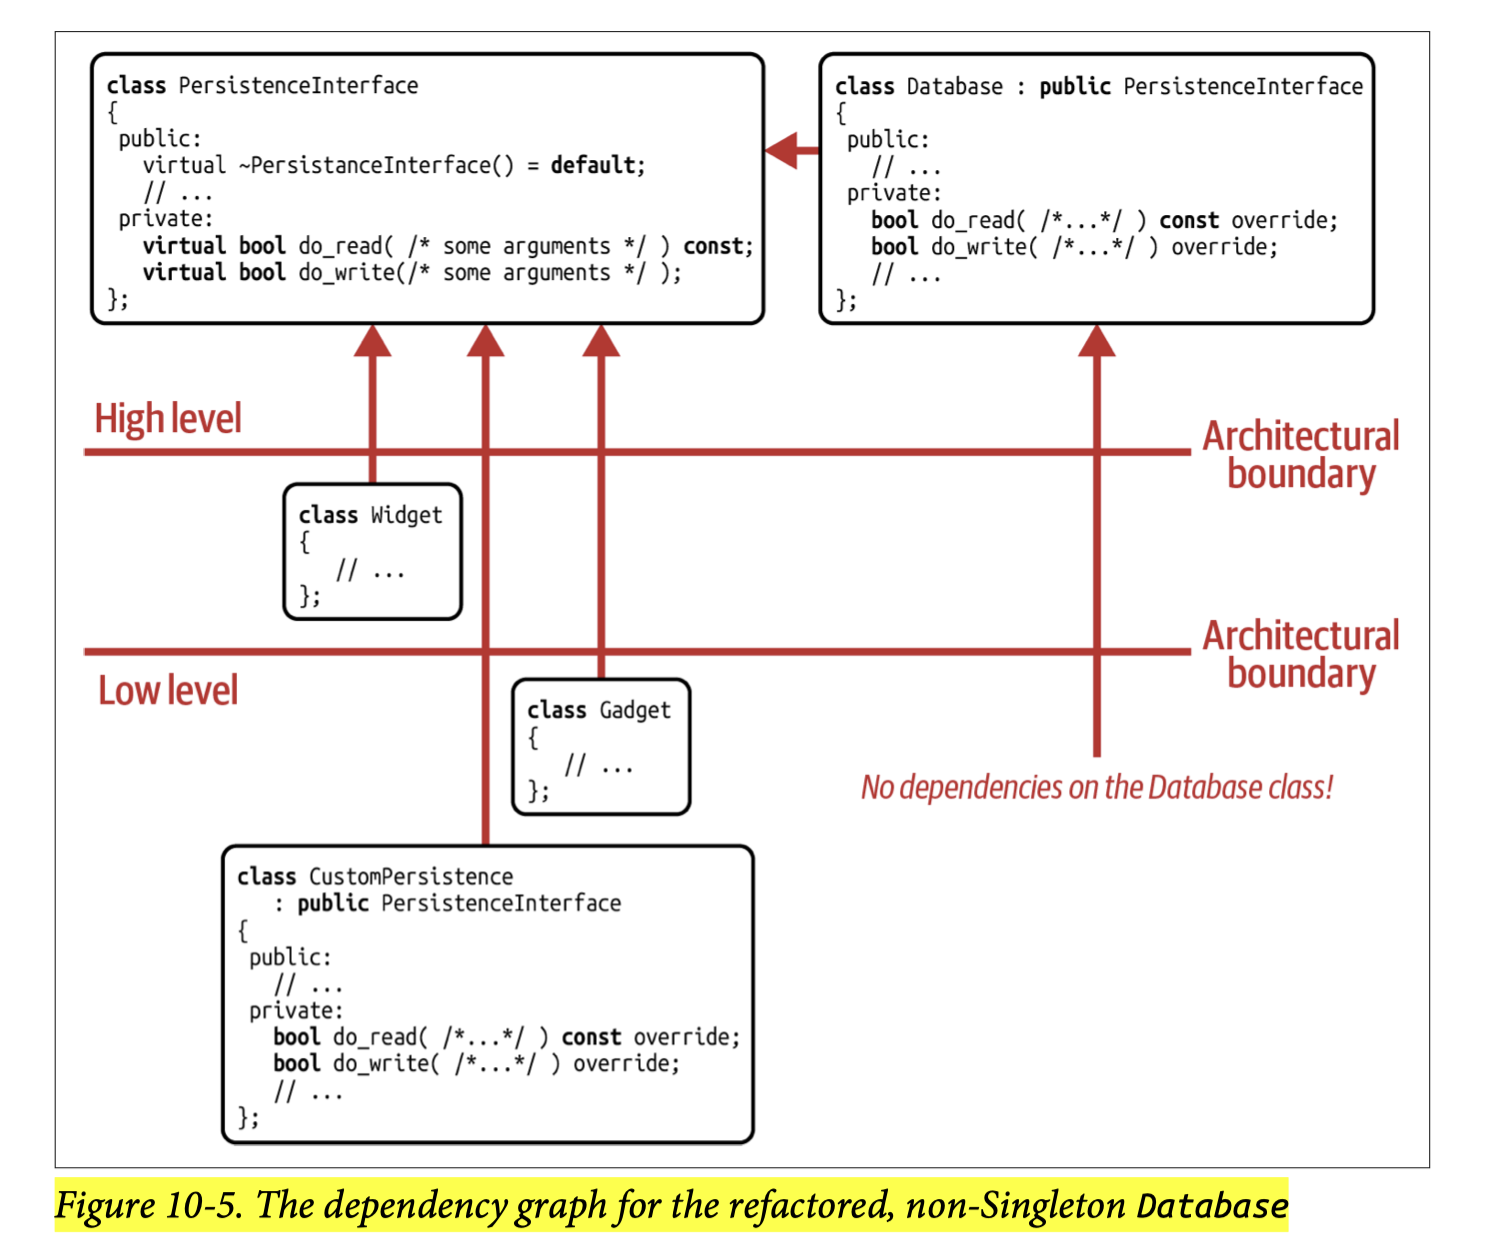 class PersistenceInterface
{
public:
virtual ~PersistanceInterface() = default;
// ...
private:
virtual bool do_read( /* some arguments */ ) const;
virtual bool do_write(/* some arguments */ );
};
class Database : public PersistenceInterface
{
public:
// ...
private:
bool do_read( /*...*/ ) const override;
bool do_write( /*...*/ ) override;
// ...
};
High level
Architectural
boundary
class Widget
{
// ...
};
Architectural
boundary
Low level
class Gadget
{
// ...
};
No dependencies on the Database class!
class CustomPersistence
: public PersistenceInterface
{
public:
// ...
private:
bool do_read( /*...*/ ) const override;
bool do_write( /*...*/ ) override;
// ...
};
Figure 10-5. The dependency graph for the refactored, non-Singleton Database